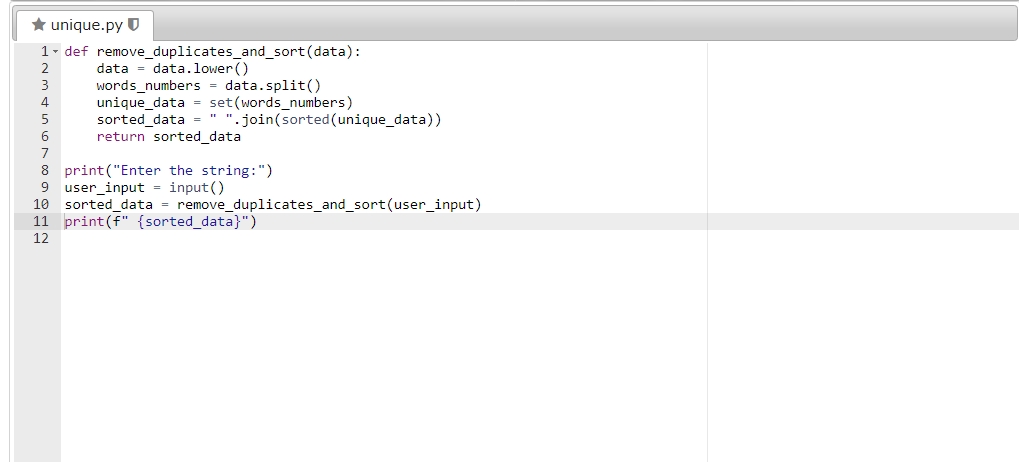 unique.py
1 def remove_duplicates_and_sort(data):
2     data = data.lower()
3     words_numbers = data.split()
4     unique_data = set(words_numbers)
5     sorted_data = " ".join(sorted(unique_data))
6     return sorted_data
7
8 print("Enter the string:")
9 user_input = input()
10 sorted_data = remove_duplicates_and_sort(user_input)
11 print(f" {sorted_data}")
12